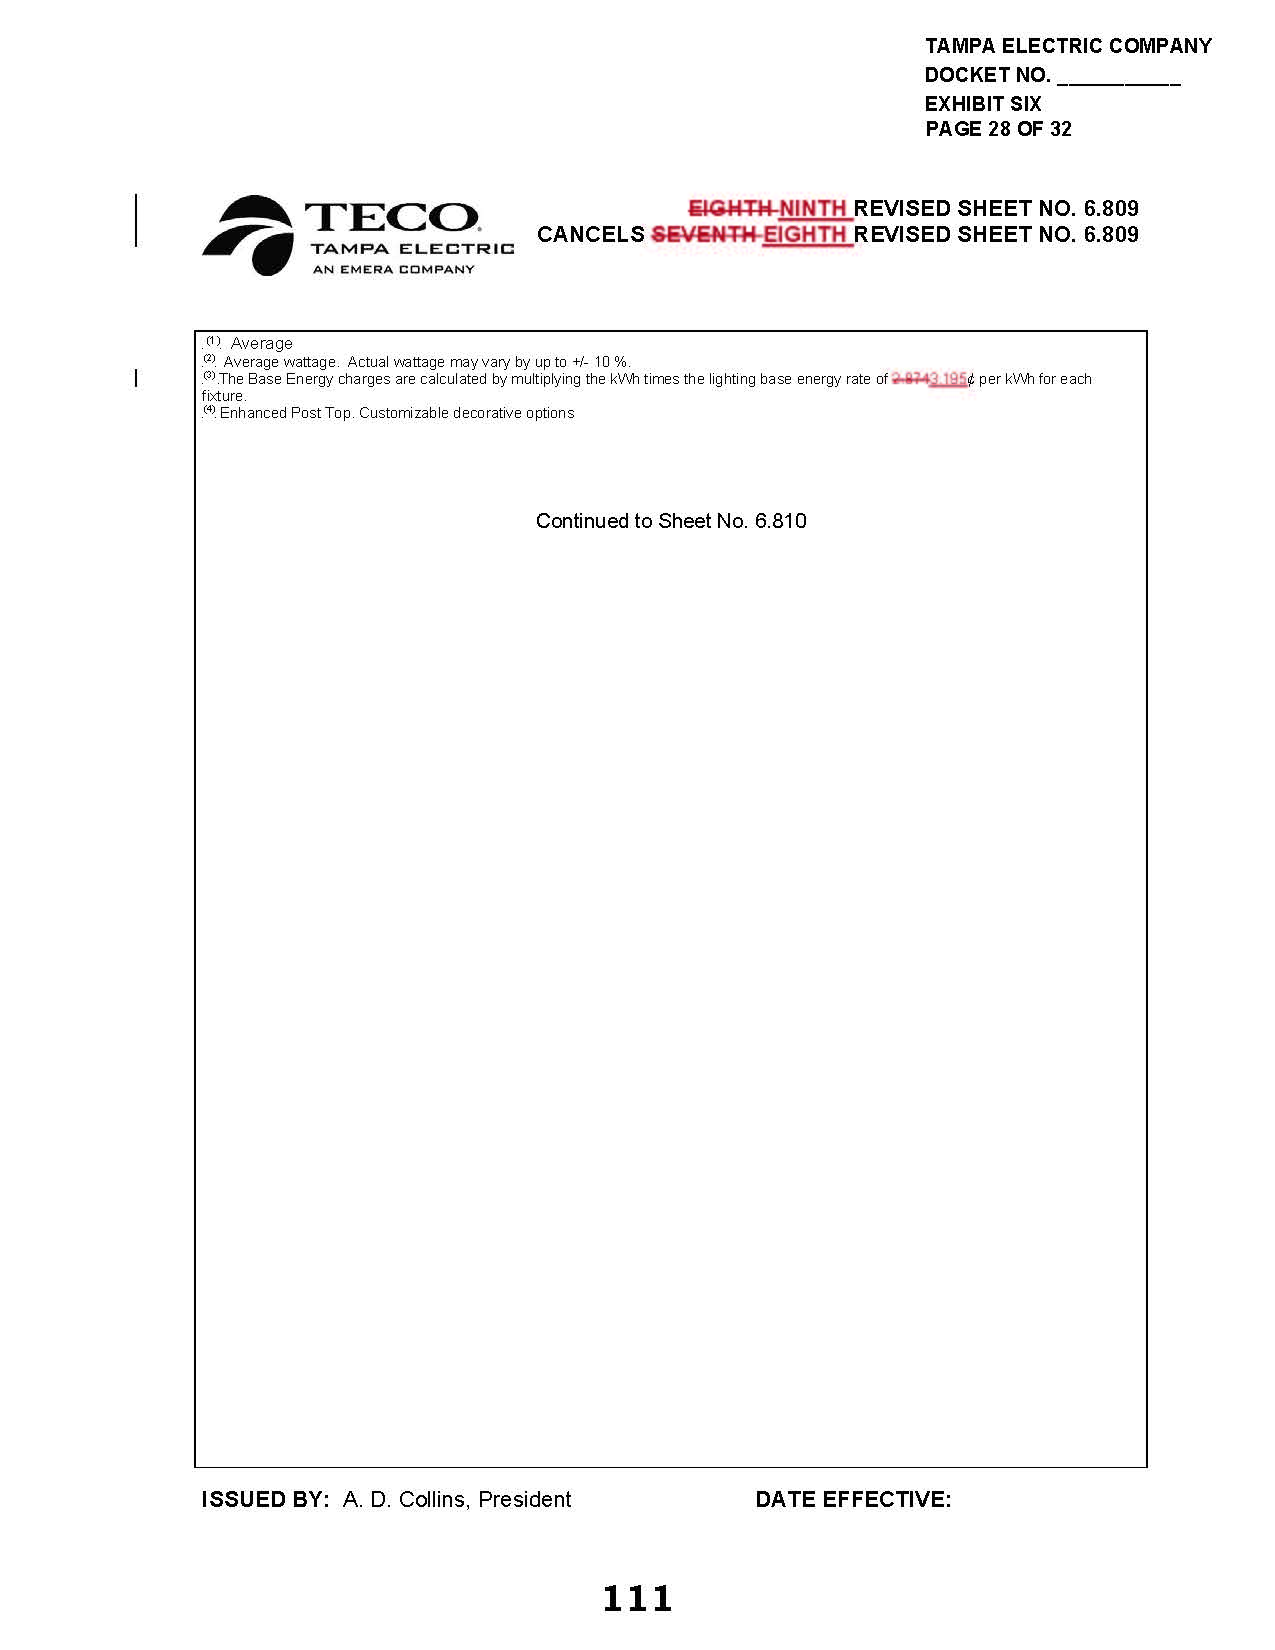 TAMPA ELECTRIC COMPANY
DOCKET NO. ___________
EXHIBIT SIX
PAGE 28 OF 32
TECO®
TAMPA ELECTRIC
AN EMERA COMPANY
EIGHTH NINTH REVISED SHEET NO. 6.809
CANCELS SEVENTH EIGHTH REVISED SHEET NO. 6.809
(1) Average
(2) Average wattage. Actual wattage may vary by up to +/- 10 %.
(3) The Base Energy charges are calculated by multiplying the kWh times the lighting base energy rate of 2.8743.195¢ per kWh for each
fixture.
(4) Enhanced Post Top. Customizable decorative options
Continued to Sheet No. 6.810
ISSUED BY: A. D. Collins, President
DATE EFFECTIVE:
111